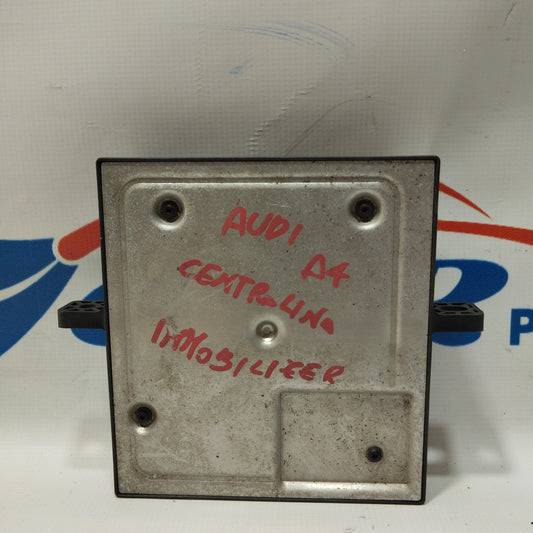 AUDI A4
CENTRALINA
IMMOBILIZER
P